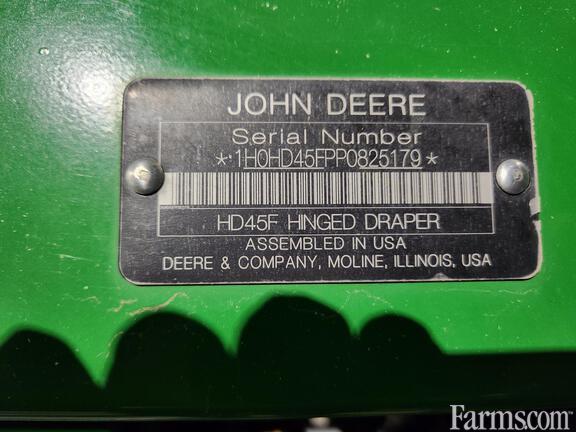 JOHN DEERE
Serial Number
*1H0HD45FPP0825179*
HD45F HINGED DRAPER
ASSEMBLED IN USA
DEERE & COMPANY, MOLINE, ILLINOIS, USA
Farms.com